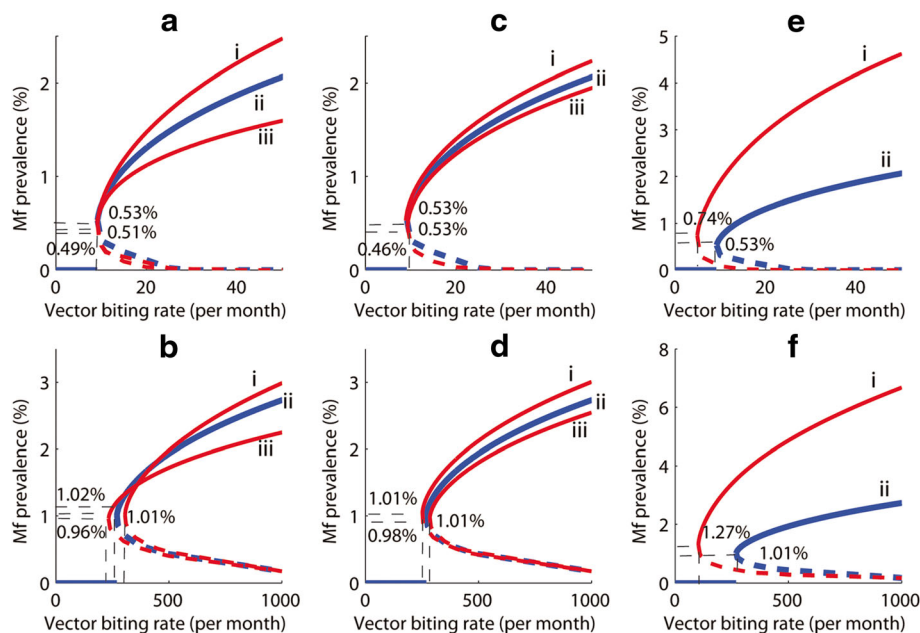 a
c
e
Mf prevalence (%)
2
1
0
i
ii
iii
0.53%
0.51%
0.49%
0
20
40
Vector biting rate (per month)
Mf prevalence (%)
2
1
0
i
ii
iii
0.53%
0.53%
0.46%
0
20
40
Vector biting rate (per month)
Mf prevalence (%)
5
4
3
2
1
0
i
ii
0.74%
0.53%
0
20
40
Vector biting rate (per month)
b
d
f
Mf prevalence (%)
3
2
1
0
i
ii
iii
1.02%
1.01%
0.96%
0
500
1000
Vector biting rate (per month)
Mf prevalence (%)
3
2
1
0
i
ii
iii
1.01%
1.01%
0.98%
0
500
1000
Vector biting rate (per month)
Mf prevalence (%)
8
6
4
2
0
i
ii
1.27%
1.01%
0
500
1000
Vector biting rate (per month)